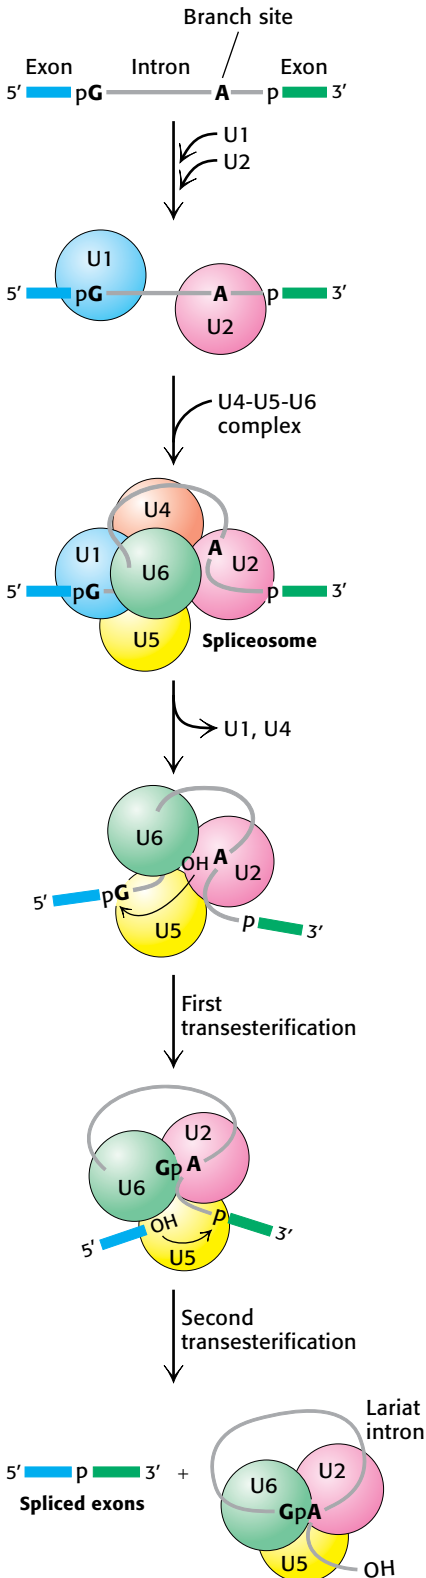 Branch site
Exon Intron Exon
5′ pG A p 3′
U1
U2
U1
5′ pG A p 3′
U2
U4-U5-U6
complex
U4
A
U1 U6 U2
5′ pG p 3′
U5 Spliceosome
U1, U4
U6
OH A U2
5′ pG p 3′
U5
First
transesterification
U2
GpA
U6
OH p
5′ U5 3′
Second
transesterification
Lariat
intron
5′ p 3′ + U6 U2
Spliced exons GpA
U5 OH